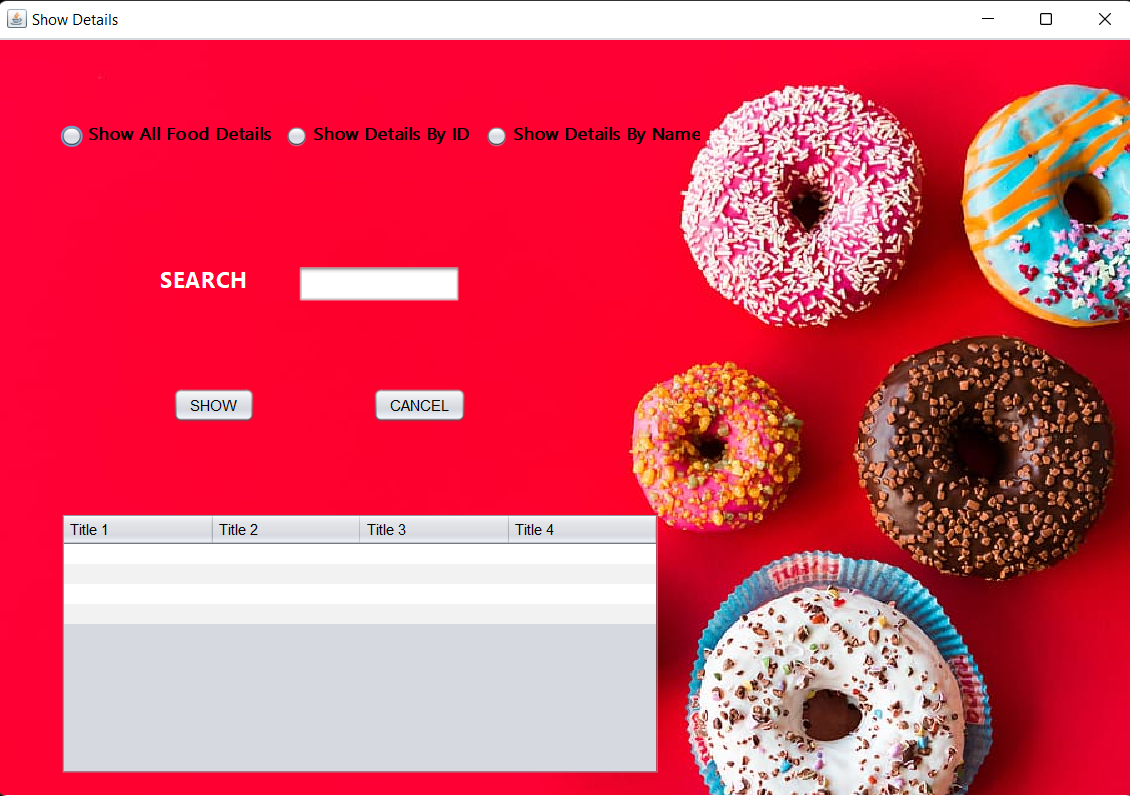 Show Details
Show All Food Details Show Details By ID Show Details By Name
SEARCH
SHOW CANCEL
Title 1 Title 2 Title 3 Title 4